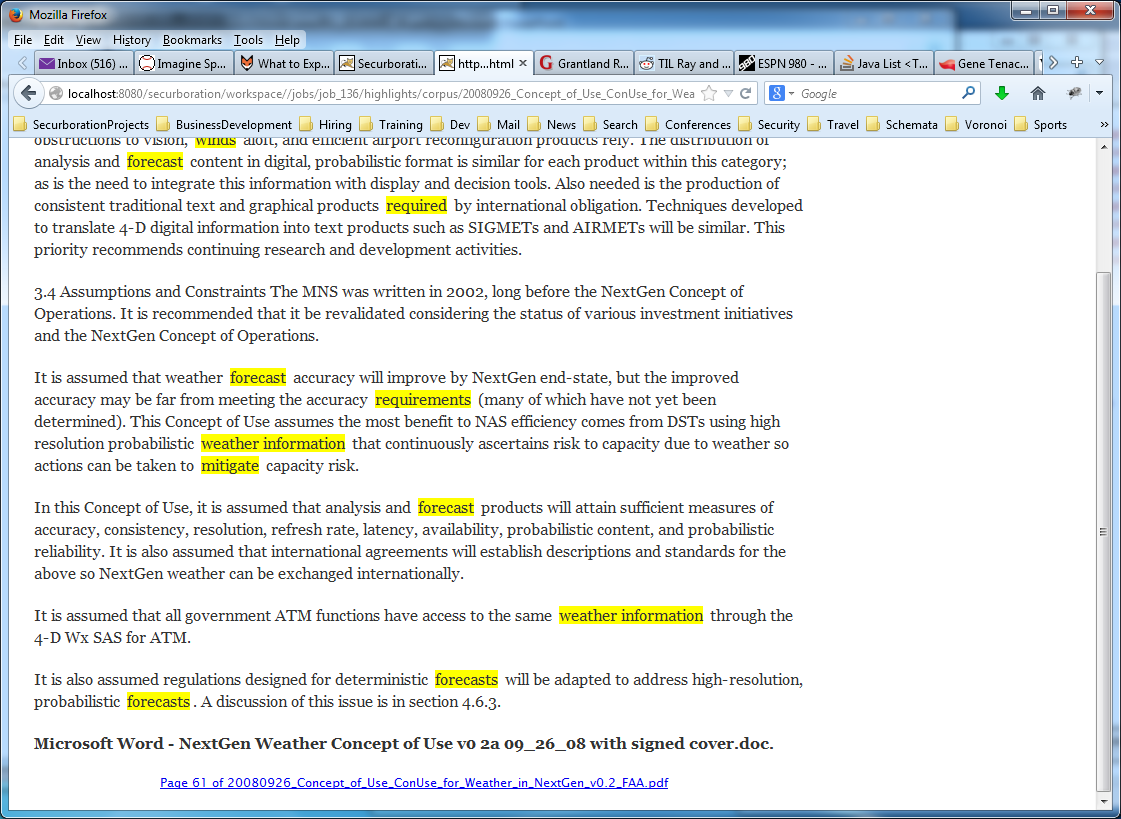 Mozilla Firefox
File Edit View History Bookmarks Tools Help
Inbox (516) ... Imagine Sp... What to Exp... Securborati... http...html × Grantland R... TIL Ray and ... ESPN 980 - ... Java List <T... Gene Tenac...
localhost:8080/securboration/workspace//jobs/job_136/highlights/corpus/20080926_Concept_of_Use_ConUse_for_Wea Google
SecurborationProjects BusinessDevelopment Hiring Training Dev Mail News Search Conferences Security Travel Schemata Voronoi Sports »
obstructions to vision, winds aloft, and efficient airport reconfiguration products rely. The distribution of
analysis and forecast content in digital, probabilistic format is similar for each product within this category;
as is the need to integrate this information with display and decision tools. Also needed is the production of
consistent traditional text and graphical products required by international obligation. Techniques developed
to translate 4-D digital information into text products such as SIGMETs and AIRMETs will be similar. This
priority recommends continuing research and development activities.
3.4 Assumptions and Constraints The MNS was written in 2002, long before the NextGen Concept of
Operations. It is recommended that it be revalidated considering the status of various investment initiatives
and the NextGen Concept of Operations.
It is assumed that weather forecast accuracy will improve by NextGen end-state, but the improved
accuracy may be far from meeting the accuracy requirements (many of which have not yet been
determined). This Concept of Use assumes the most benefit to NAS efficiency comes from DSTs using high
resolution probabilistic weather information that continuously ascertains risk to capacity due to weather so
actions can be taken to mitigate capacity risk.
In this Concept of Use, it is assumed that analysis and forecast products will attain sufficient measures of
accuracy, consistency, resolution, refresh rate, latency, availability, probabilistic content, and probabilistic
reliability. It is also assumed that international agreements will establish descriptions and standards for the
above so NextGen weather can be exchanged internationally.
It is assumed that all government ATM functions have access to the same weather information through the
4-D Wx SAS for ATM.
It is also assumed regulations designed for deterministic forecasts will be adapted to address high-resolution,
probabilistic forecasts . A discussion of this issue is in section 4.6.3.
Microsoft Word - NextGen Weather Concept of Use v0 2a 09_26_08 with signed cover.doc.
Page 61 of 20080926_Concept_of_Use_ConUse_for_Weather_in_NextGen_v0.2_FAA.pdf